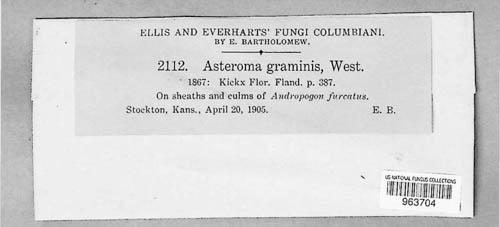 ELLIS AND EVERHARTS' FUNGI COLUMBIANI.
BY E. BARTHOLOMEW.
2112. Asteroma graminis, West.
1867: Kickx Flor. Fland. p. 387.
On sheaths and culms of Andropogon furcatus.
Stockton, Kans., April 20, 1905. E. B.
US NATIONAL FUNGUS COLLECTIONS
963704